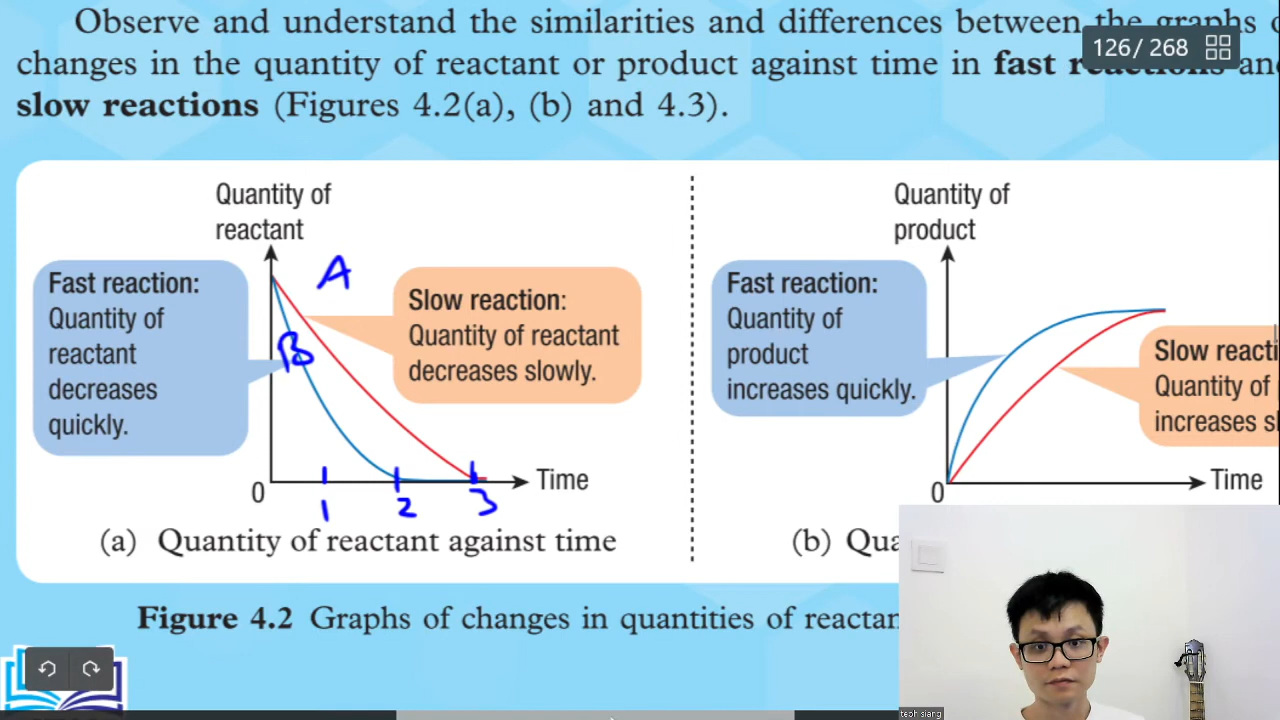 Observe and understand the similarities and differences between the graphs
126 / 268
changes in the quantity of reactant or product against time in fast reactions
slow reactions (Figures 4.2(a), (b) and 4.3).
Quantity of
reactant
A
Fast reaction:
Quantity of
reactant
decreases
quickly.
B
Slow reaction:
Quantity of reactant
decreases slowly.
0
Time
1 2 3
(a) Quantity of reactant against time
Quantity of
product
Fast reaction:
Quantity of
product
increases quickly.
Slow
Quantity of
increases
0
Time
(b)
Figure 4.2 Graphs of changes in quantities of
teoh siang